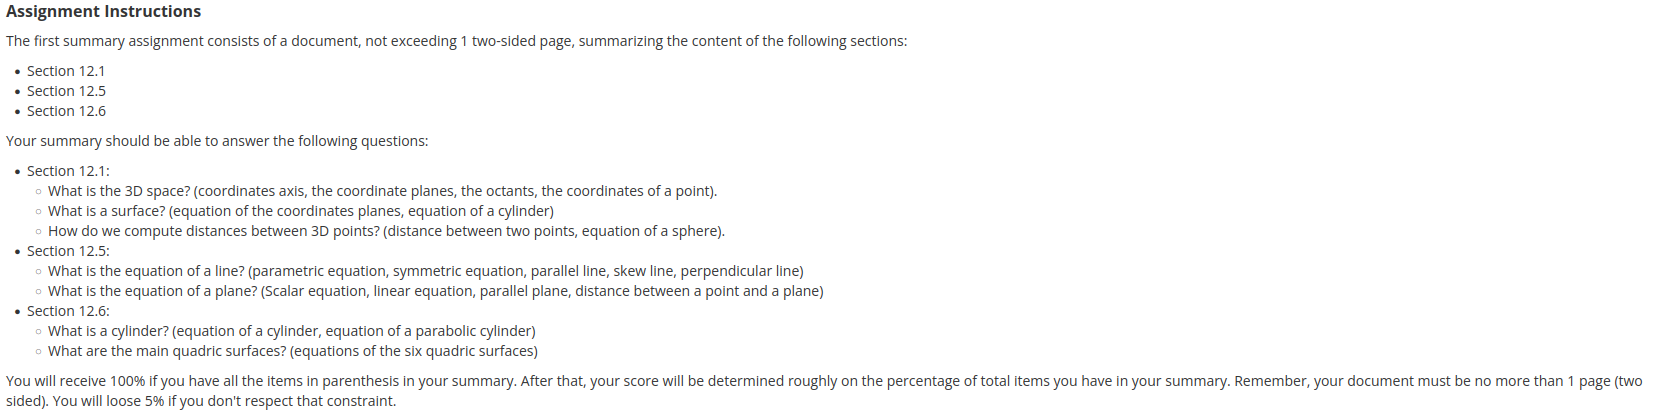 Assignment Instructions
The first summary assignment consists of a document, not exceeding 1 two-sided page, summarizing the content of the following sections:
• Section 12.1
• Section 12.5
• Section 12.6
Your summary should be able to answer the following questions:
• Section 12.1:
○ What is the 3D space? (coordinates axis, the coordinate planes, the octants, the coordinates of a point).
○ What is a surface? (equation of the coordinates planes, equation of a cylinder)
○ How do we compute distances between 3D points? (distance between two points, equation of a sphere).
• Section 12.5:
○ What is the equation of a line? (parametric equation, symmetric equation, parallel line, skew line, perpendicular line)
○ What is the equation of a plane? (Scalar equation, linear equation, parallel plane, distance between a point and a plane)
• Section 12.6:
○ What is a cylinder? (equation of a cylinder, equation of a parabolic cylinder)
○ What are the main quadric surfaces? (equations of the six quadric surfaces)
You will receive 100% if you have all the items in parenthesis in your summary. After that, your score will be determined roughly on the percentage of total items you have in your summary. Remember, your document must be no more than 1 page (two
sided). You will loose 5% if you don't respect that constraint.